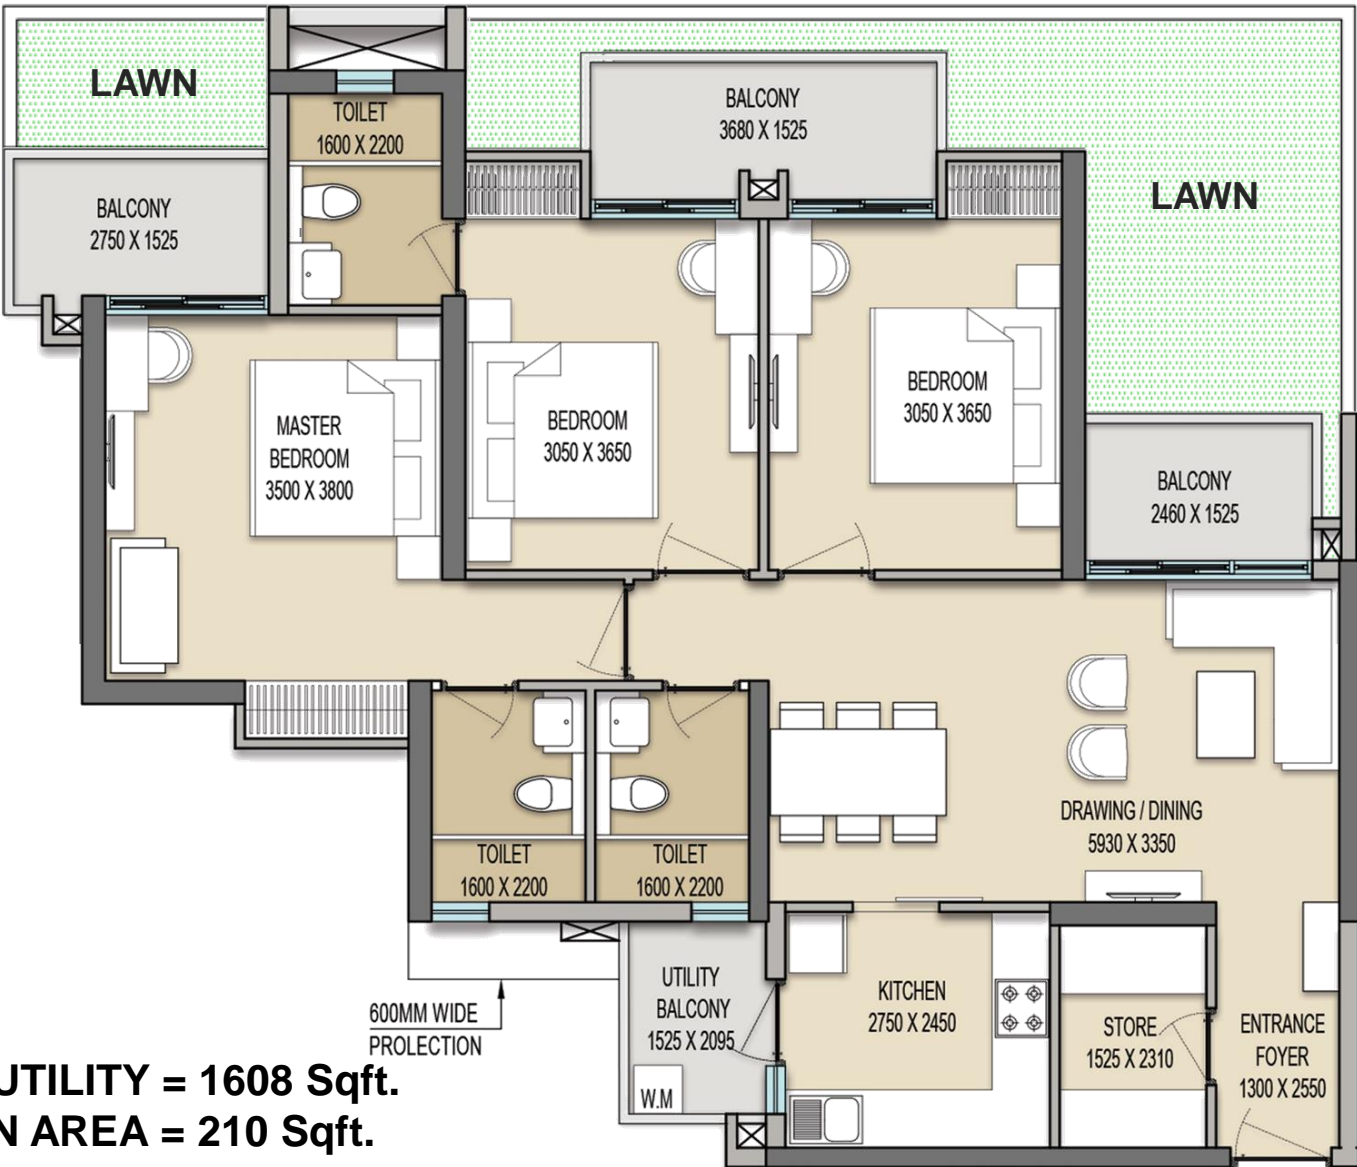 LAWN
TOILET
1600 X 2200
BALCONY
3680 X 1525
BALCONY
2750 X 1525
LAWN
MASTER
BEDROOM
3500 X 3800
BEDROOM
3050 X 3650
BEDROOM
3050 X 3650
BALCONY
2460 X 1525
DRAWING / DINING
5930 X 3350
TOILET
1600 X 2200
TOILET
1600 X 2200
UTILITY
BALCONY
1525 X 2095
W.M
KITCHEN
2750 X 2450
STORE
1525 X 2310
ENTRANCE
FOYER
1300 X 2550
600MM WIDE
PROLECTION
UTILITY = 1608 Sqft.
N AREA = 210 Sqft.